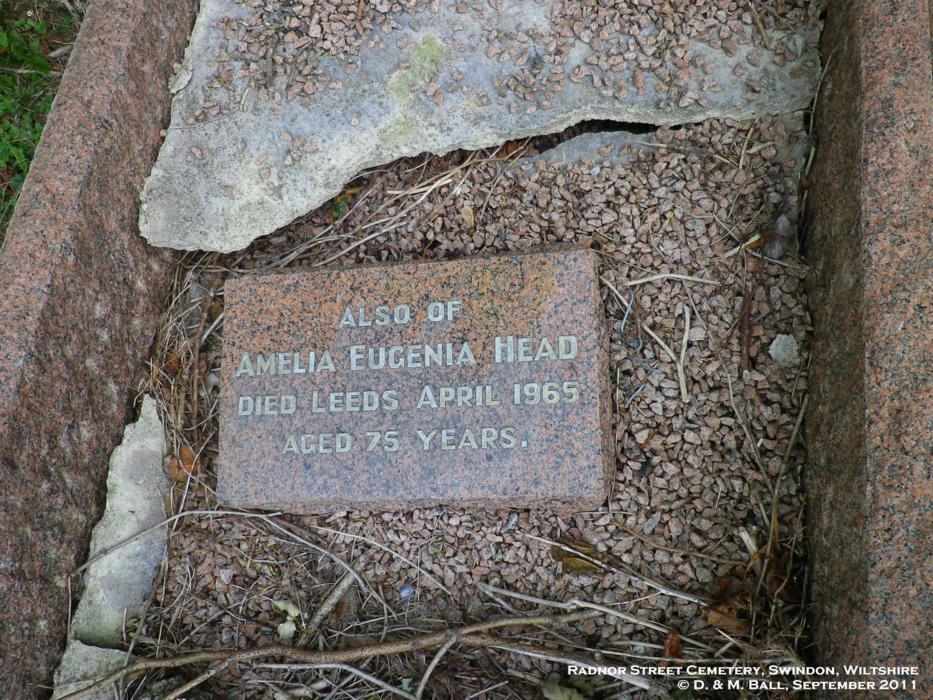 ALSO OF
AMELIA EUGENIA HEAD
DIED LEEDS APRIL 1965
AGED 75 YEARS.
RADNOR STREET CEMETERY, SWINDON, WILTSHIRE
© D. & M. BALL, SEPTEMBER 2011